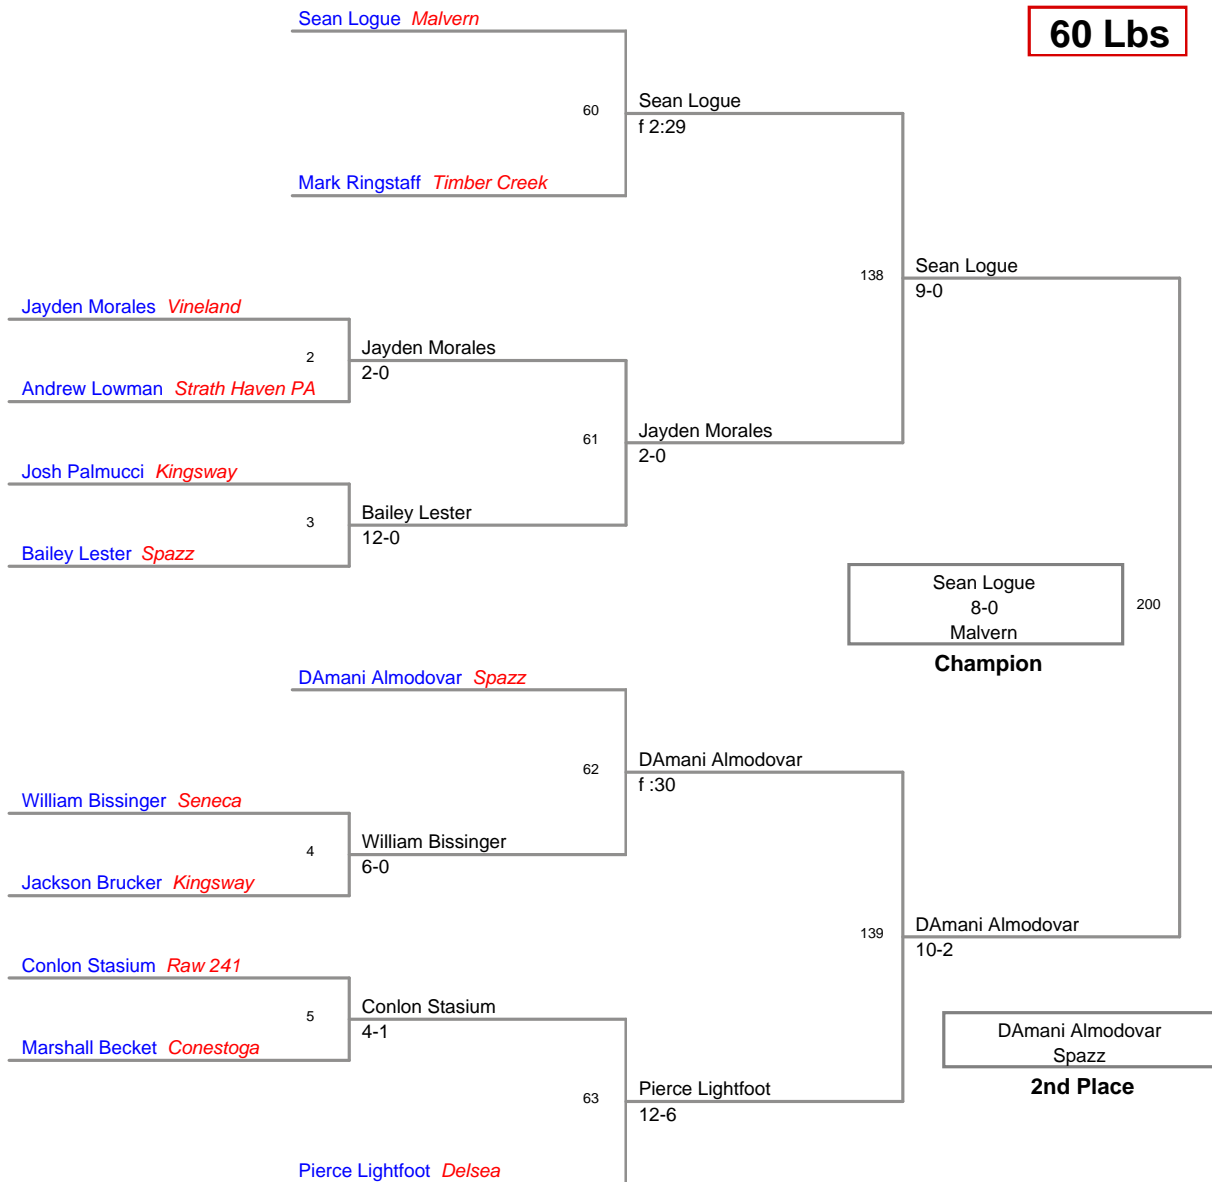 Sean Logue Malvern
60 Lbs
60
Sean Logue
f 2:29
Mark Ringstaff Timber Creek
138
Sean Logue
9-0
Jayden Morales Vineland
2
Jayden Morales
2-0
Andrew Lowman Strath Haven PA
61
Jayden Morales
2-0
Josh Palmucci Kingsway
3
Bailey Lester
12-0
Bailey Lester Spazz
Sean Logue
8-0
Malvern
200
Champion
DAmani Almodovar Spazz
62
DAmani Almodovar
f :30
William Bissinger Seneca
4
William Bissinger
6-0
Jackson Brucker Kingsway
139
DAmani Almodovar
10-2
Conlon Stasium Raw 241
5
Conlon Stasium
4-1
Marshall Becket Conestoga
DAmani Almodovar
Spazz
2nd Place
63
Pierce Lightfoot
12-6
Pierce Lightfoot Delsea